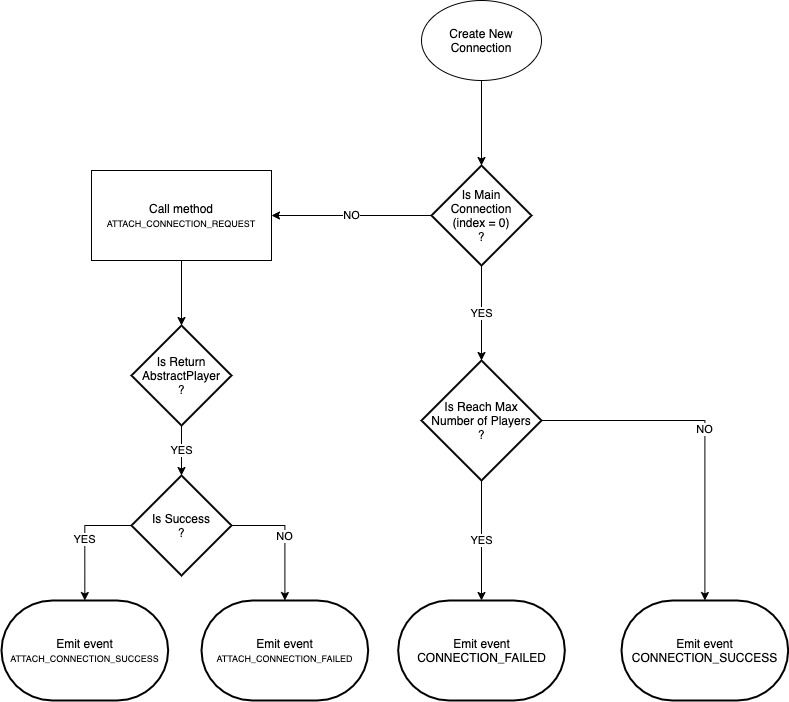 Create New
Connection
Is Main
Connection
(index = 0)
?
NO
Call method
ATTACH_CONNECTION_REQUEST
YES
Is Return
AbstractPlayer
?
Is Reach Max
Number of Players
?
NO
YES
Is Success
?
YES
NO
YES
Emit event
ATTACH_CONNECTION_SUCCESS
Emit event
ATTACH_CONNECTION_FAILED
Emit event
CONNECTION_FAILED
Emit event
CONNECTION_SUCCESS